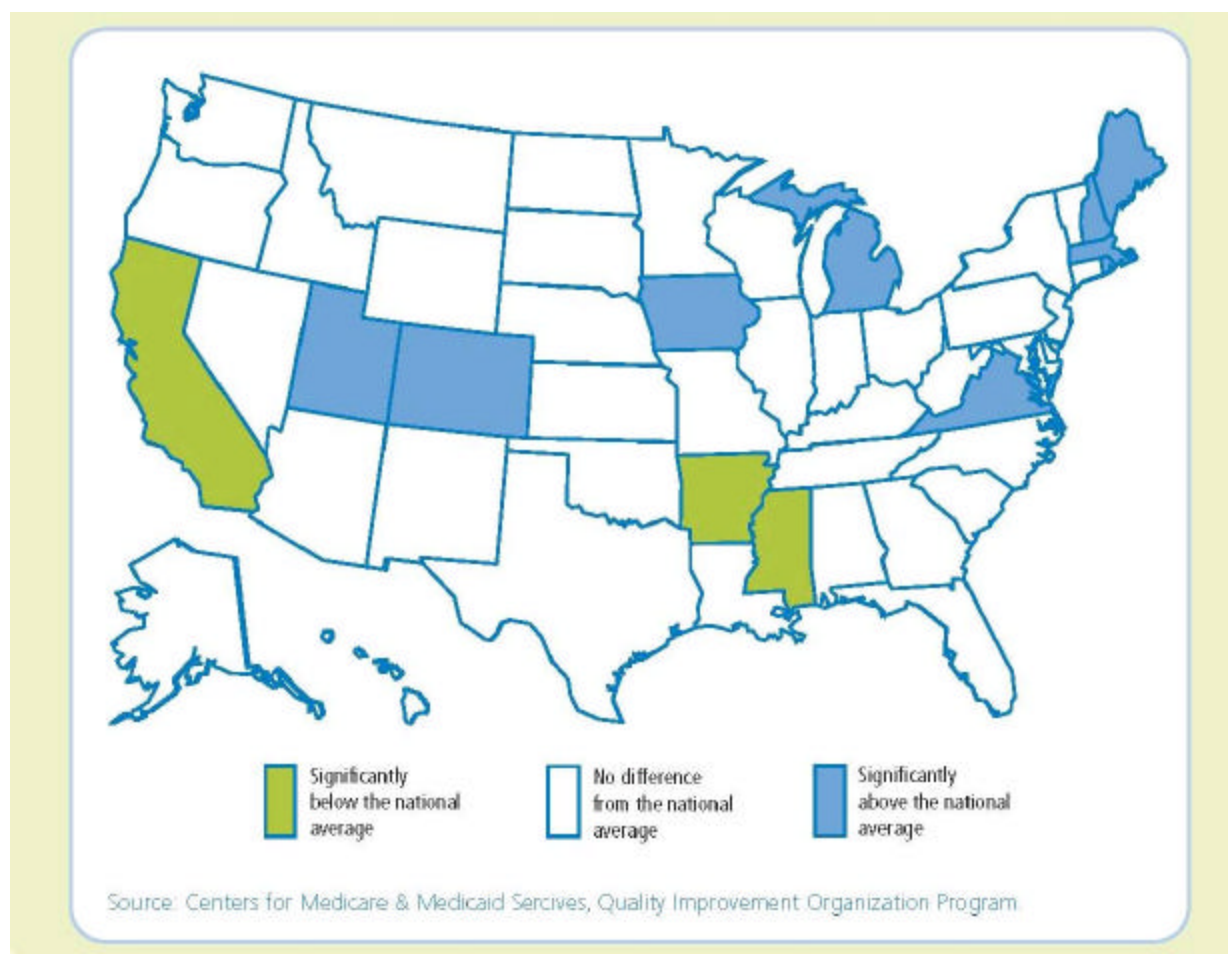 Significantly
below the national
average
No difference
from the national
average
Significantly
above the national
average
Source: Centers for Medicare & Medicaid Sercives, Quality Improvement Organization Program